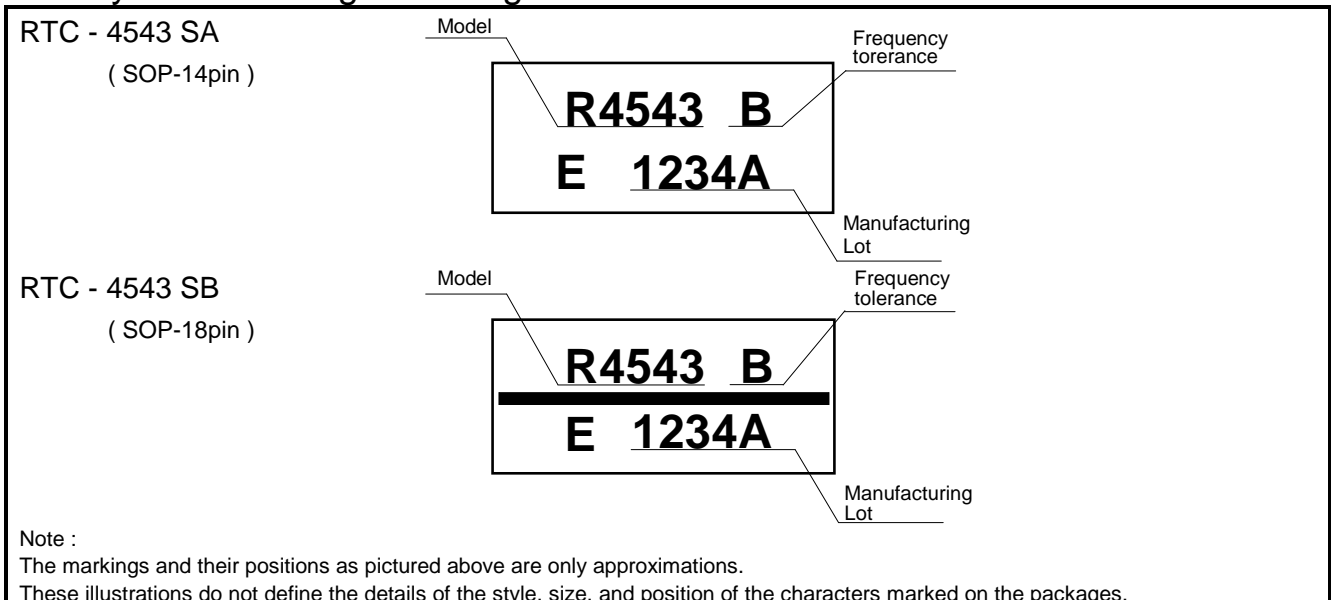 RTC - 4543 SA
( SOP-14pin )
Model
Frequency
torerance
R4543 B
E 1234A
Manufacturing
Lot
RTC - 4543 SB
( SOP-18pin )
Model
Frequency
tolerance
R4543 B
E 1234A
Manufacturing
Lot
Note :
The markings and their positions as pictured above are only approximations.
These illustrations do not define the details of the style, size, and position of the characters marked on the packages.